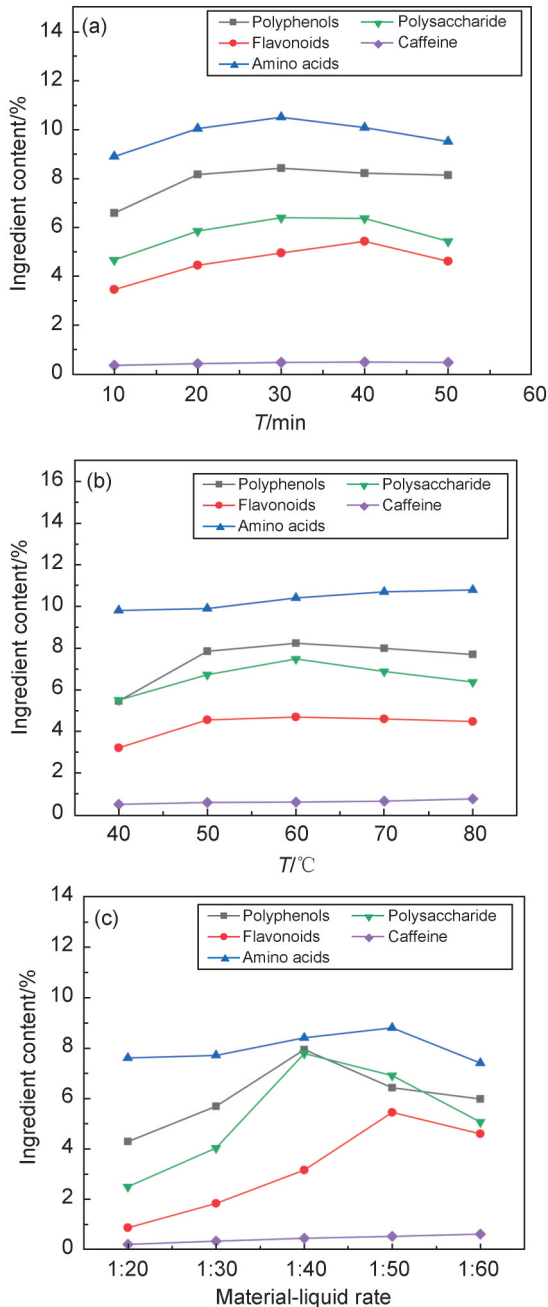 (a)
Polyphenols Polysaccharide
Flavonoids Caffeine
Amino acids
14
12
10
8
6
4
2
0
Ingredient content/%
10 20 30 40 50 60
T/min
(b)
Polyphenols Polysaccharide
Flavonoids Caffeine
Amino acids
16
14
12
10
8
6
4
2
0
Ingredient content/%
40 50 60 70 80
T/℃
(c)
Polyphenols Polysaccharide
Flavonoids Caffeine
Amino acids
14
12
10
8
6
4
2
0
Ingredient content/%
1:20 1:30 1:40 1:50 1:60
Material-liquid rate